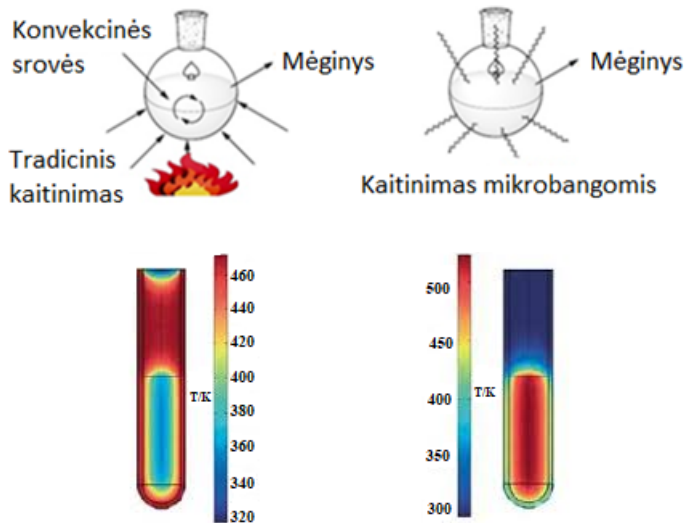 Konvekcinės
srovės
Mėginys
Tradicinis
kaitinimas
Mėginys
Kaitinimas mikrobangomis
460
440
420
400
T/K
380
360
340
320
500
450
T/K
400
350
300